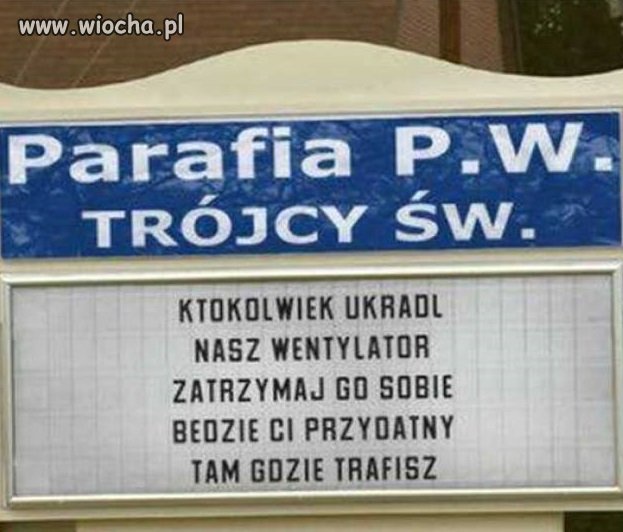 www.wiocha.pl
Parafia P.W.
TRÓJCY ŚW.
KTOKOLWIEK UKRADL
NASZ WENTYLATOR
ZATRZYMAJ GO SOBIE
BEDZIE CI PRZYDATNY
TAM GDZIE TRAFISZ